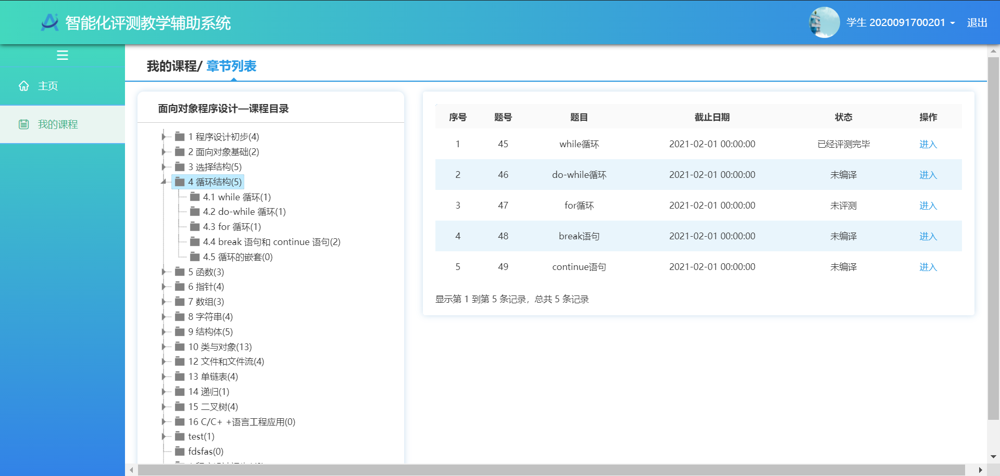 智能化评测教学辅助系统
学生 2020091700201
退出
主页
我的课程
我的课程/ 章节列表
面向对象程序设计—课程目录
1 程序设计初步(4)
2 面向对象基础(2)
3 选择结构(5)
4 循环结构(5)
4.1 while 循环(1)
4.2 do-while 循环(1)
4.3 for 循环(1)
4.4 break 语句和 continue 语句(2)
4.5 循环的嵌套(0)
5 函数(3)
6 指针(4)
7 数组(3)
8 字符串(4)
9 结构体(5)
10 类与对象(13)
12 文件和文件流(4)
13 单链表(4)
14 递归(1)
15 二叉树(4)
16 C/C+ +语言工程应用(0)
test(1)
fdsfas(0)
序号 题号 题目 截止日期 状态 操作
1 45 while循环 2021-02-01 00:00:00 已经评测完毕 进入
2 46 do-while循环 2021-02-01 00:00:00 未编译 进入
3 47 for循环 2021-02-01 00:00:00 未评测 进入
4 48 break语句 2021-02-01 00:00:00 未编译 进入
5 49 continue语句 2021-02-01 00:00:00 未编译 进入
显示第 1 到第 5 条记录，总共 5 条记录